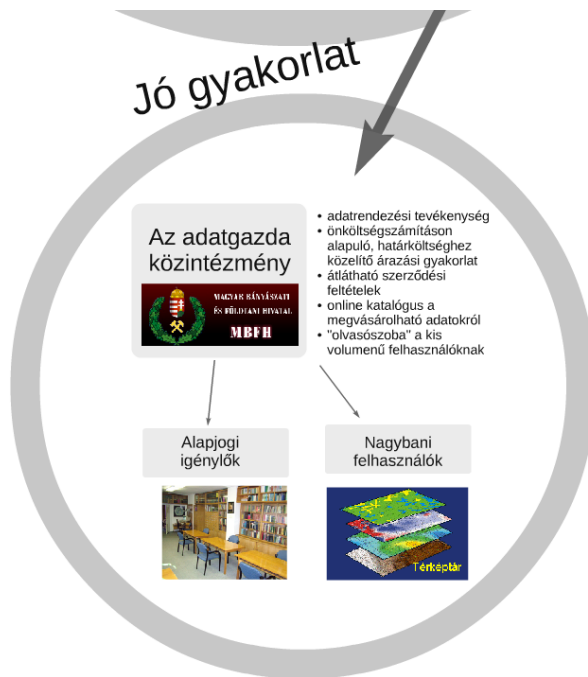 Jó gyakorlat
Az adatgazda
közintézmény
MAGYAR BÁNYÁSZATI
ÉS FÖLDTANI HIVATAL
MBFH
• adatrendezési tevékenység
• önköltségszámításon
alapuló, határköltséghez
közelítő árazási gyakorlat
• átlátható szerződési
feltételek
• online katalógus a
megvásárolható adatokról
• "olvasószoba" a kis
volumenű felhasználóknak
Alapjogi
igénylők
Nagybani
felhasználók
Térképtár